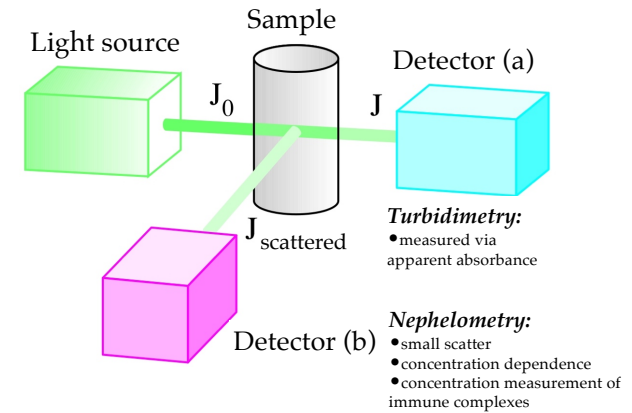 Sample
Light source
Detector (a)
J0
J
J scattered
Turbidimetry:
•measured via
apparent absorbance
Detector (b)
Nephelometry:
•small scatter
•concentration dependence
•concentration measurement of
immune complexes